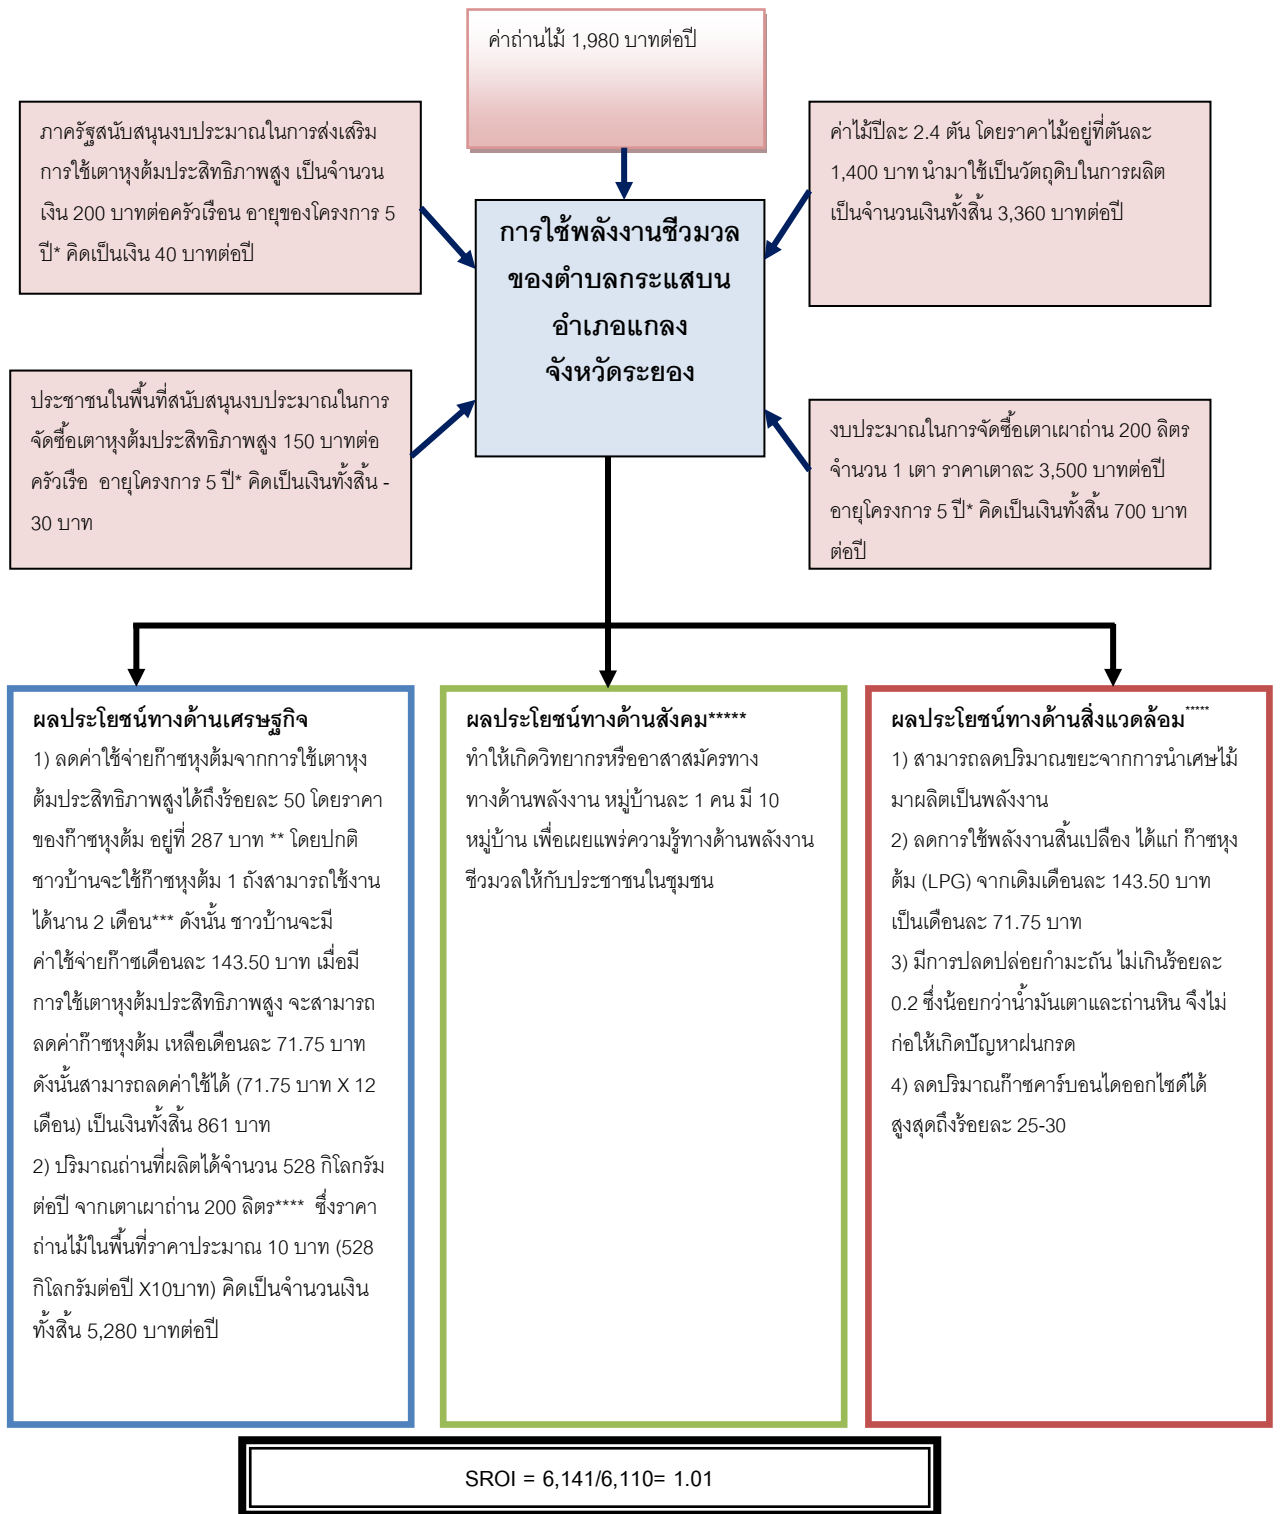 ค่าถ่านไม้ 1,980 บาทต่อปี
ภาครัฐสนับสนุนงบประมาณในการส่งเสริม
การใช้เตาหุงต้มประสิทธิภาพสูง เป็นจำนวน
เงิน 200 บาทต่อครัวเรือน อายุของโครงการ 5
ปี* คิดเป็นเงิน 40 บาทต่อปี
ค่าไม้ปีละ 2.4 ตัน โดยราคาไม้อยู่ที่ตันละ
1,400 บาท นำมาใช้เป็นวัตถุดิบในการผลิต
เป็นจำนวนเงินทั้งสิ้น 3,360 บาทต่อปี
การใช้พลังงานชีวมวล
ของตำบลกระแสบน
อำเภอแกลง
จังหวัดระยอง
ประชาชนในพื้นที่สนับสนุนงบประมาณในการ
จัดซื้อเตาหุงต้มประสิทธิภาพสูง 150 บาทต่อ
ครัวเรือ อายุโครงการ 5 ปี* คิดเป็นเงินทั้งสิ้น -
30 บาท
งบประมาณในการจัดซื้อเตาเผาถ่าน 200 ลิตร
จำนวน 1 เตา ราคาเตาละ 3,500 บาทต่อปี
อายุโครงการ 5 ปี* คิดเป็นเงินทั้งสิ้น 700 บาท
ต่อปี
ผลประโยชน์ทางด้านเศรษฐกิจ
1) ลดค่าใช้จ่ายก๊าซหุงต้มจากการใช้เตาหุง
ต้มประสิทธิภาพสูงได้ถึงร้อยละ 50 โดยราคา
ของก๊าซหุงต้ม อยู่ที่ 287 บาท ** โดยปกติ
ชาวบ้านจะใช้ก๊าซหุงต้ม 1 ถังสามารถใช้งาน
ได้นาน 2 เดือน*** ดังนั้น ชาวบ้านจะมี
ค่าใช้จ่ายก๊าซเดือนละ 143.50 บาท เมื่อมี
การใช้เตาหุงต้มประสิทธิภาพสูง จะสามารถ
ลดค่าก๊าซหุงต้ม เหลือเดือนละ 71.75 บาท
ดังนั้นสามารถลดค่าใช้ได้ (71.75 บาท X 12
เดือน) เป็นเงินทั้งสิ้น 861 บาท
2) ปริมาณถ่านที่ผลิตได้จำนวน 528 กิโลกรัม
ต่อปี จากเตาเผาถ่าน 200 ลิตร**** ซึ่งราคา
ถ่านไม้ในพื้นที่ราคาประมาณ 10 บาท (528
กิโลกรัมต่อปี X10บาท) คิดเป็นจำนวนเงิน
ทั้งสิ้น 5,280 บาทต่อปี
ผลประโยชน์ทางด้านสังคม*****
ทำให้เกิดวิทยากรหรืออาสาสมัครทาง
ทางด้านพลังงาน หมู่บ้านละ 1 คน มี 10
หมู่บ้าน เพื่อเผยแพร่ความรู้ทางด้านพลังงาน
ชีวมวลให้กับประชาชนในชุมชน
ผลประโยชน์ทางด้านสิ่งแวดล้อม*****
1) สามารถลดปริมาณขยะจากการนำเศษไม้
มาผลิตเป็นพลังงาน
2) ลดการใช้พลังงานสิ้นเปลือง ได้แก่ ก๊าซหุง
ต้ม (LPG) จากเดิมเดือนละ 143.50 บาท
เป็นเดือนละ 71.75 บาท
3) มีการปลดปล่อยกำมะถัน ไม่เกินร้อยละ
0.2 ซึ่งน้อยกว่าน้ำมันเตาและถ่านหิน จึงไม่
ก่อให้เกิดปัญหาฝนกรด
4) ลดปริมาณก๊าซคาร์บอนไดออกไซด์ได้
สูงสุดถึงร้อยละ 25-30
SROI = 6,141/6,110= 1.01